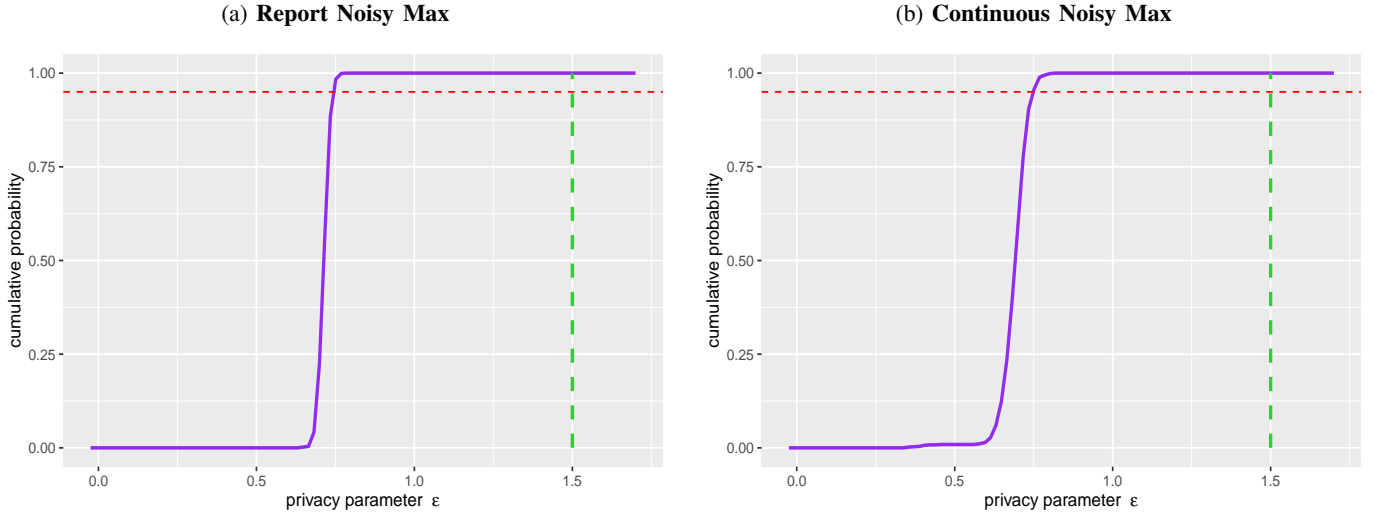 (a) Report Noisy Max
1.00
0.75
0.50
0.25
0.00
cumulative probability
0.0 0.5 1.0 1.5
privacy parameter ε
(b) Continuous Noisy Max
1.00
0.75
0.50
0.25
0.00
cumulative probability
0.0 0.5 1.0 1.5
privacy parameter ε